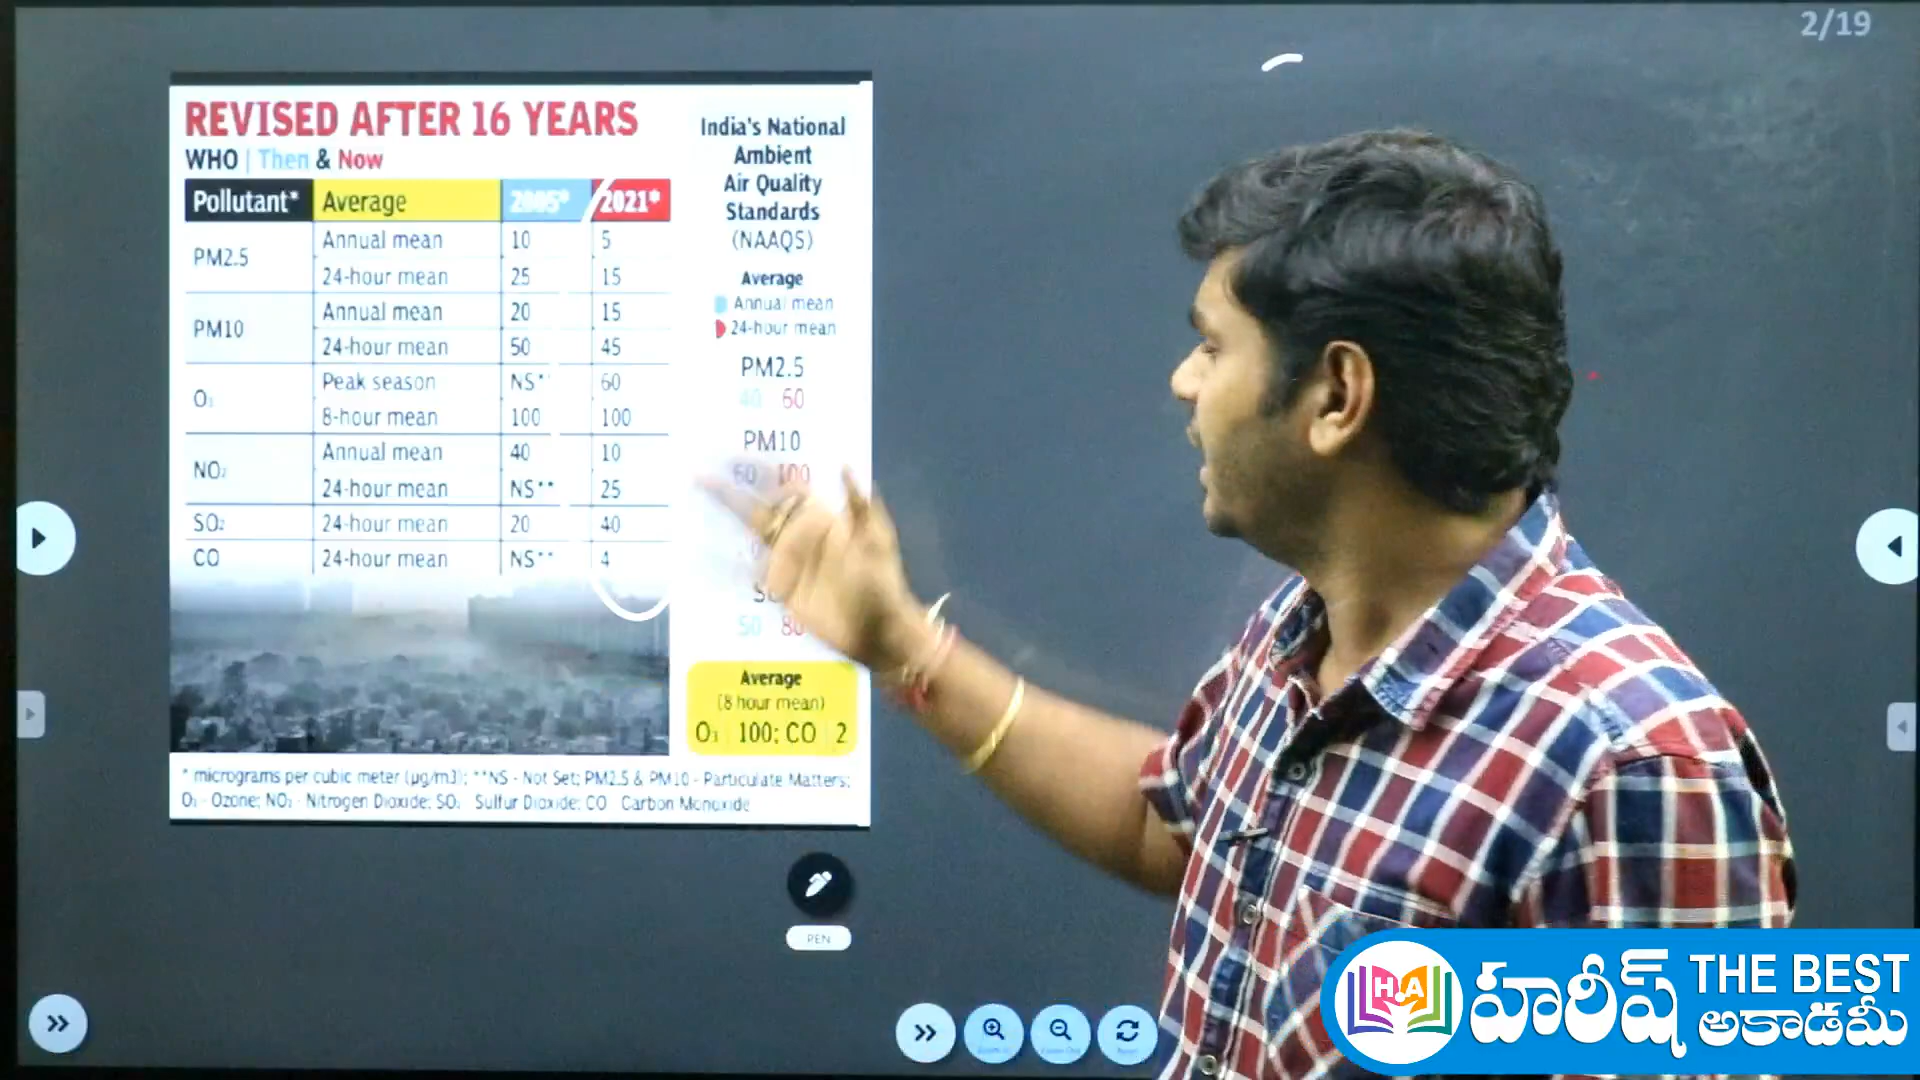 2/19
REVISED AFTER 16 YEARS
WHO | Then & Now
Pollutant* Average 2005* 2021*
PM2.5
Annual mean 10 5
24-hour mean 25 15
PM10
Annual mean 20 15
24-hour mean 50 45
O₃
Peak season NS** 60
8-hour mean 100 100
NO₂
Annual mean 40 10
24-hour mean NS** 25
SO₂ 24-hour mean 20 40
CO 24-hour mean NS** 4
India's National
Ambient
Air Quality
Standards
(NAAQS)
Average
Annual mean
24-hour mean
PM2.5
40 60
PM10
60 100
50 80
Average
(8 hour mean)
O₃ 100; CO 2
* micrograms per cubic meter (µg/m3); **NS - Not Set; PM2.5 & PM10 - Particulate Matters;
O₃ - Ozone; NO₂ - Nitrogen Dioxide; SO₂ Sulfur Dioxide; CO Carbon Monoxide
PEN
H.A
హరీష్ THE BEST
అకాడమీ